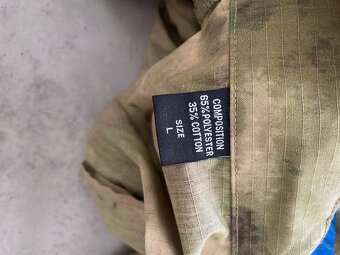 COMPOSITION
65% POLYESTER
35% COTTON
SIZE
L